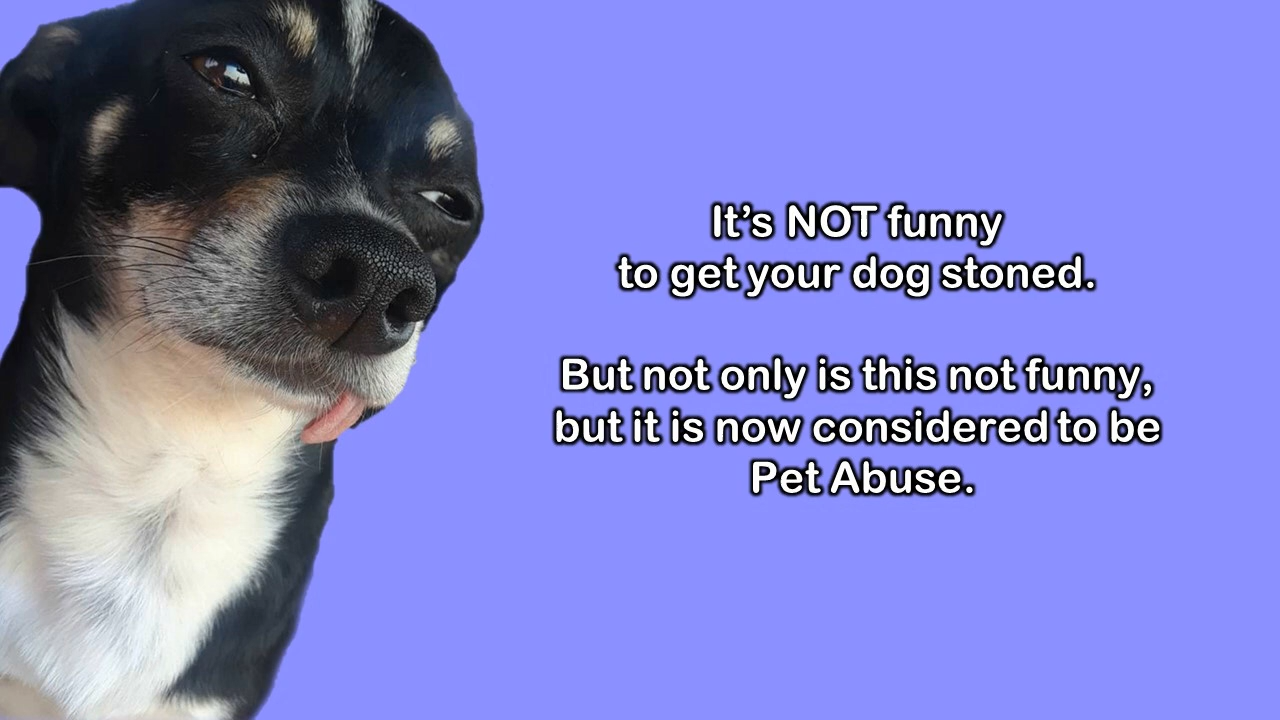 It’s NOT funny
to get your dog stoned.
But not only is this not funny,
but it is now considered to be
Pet Abuse.